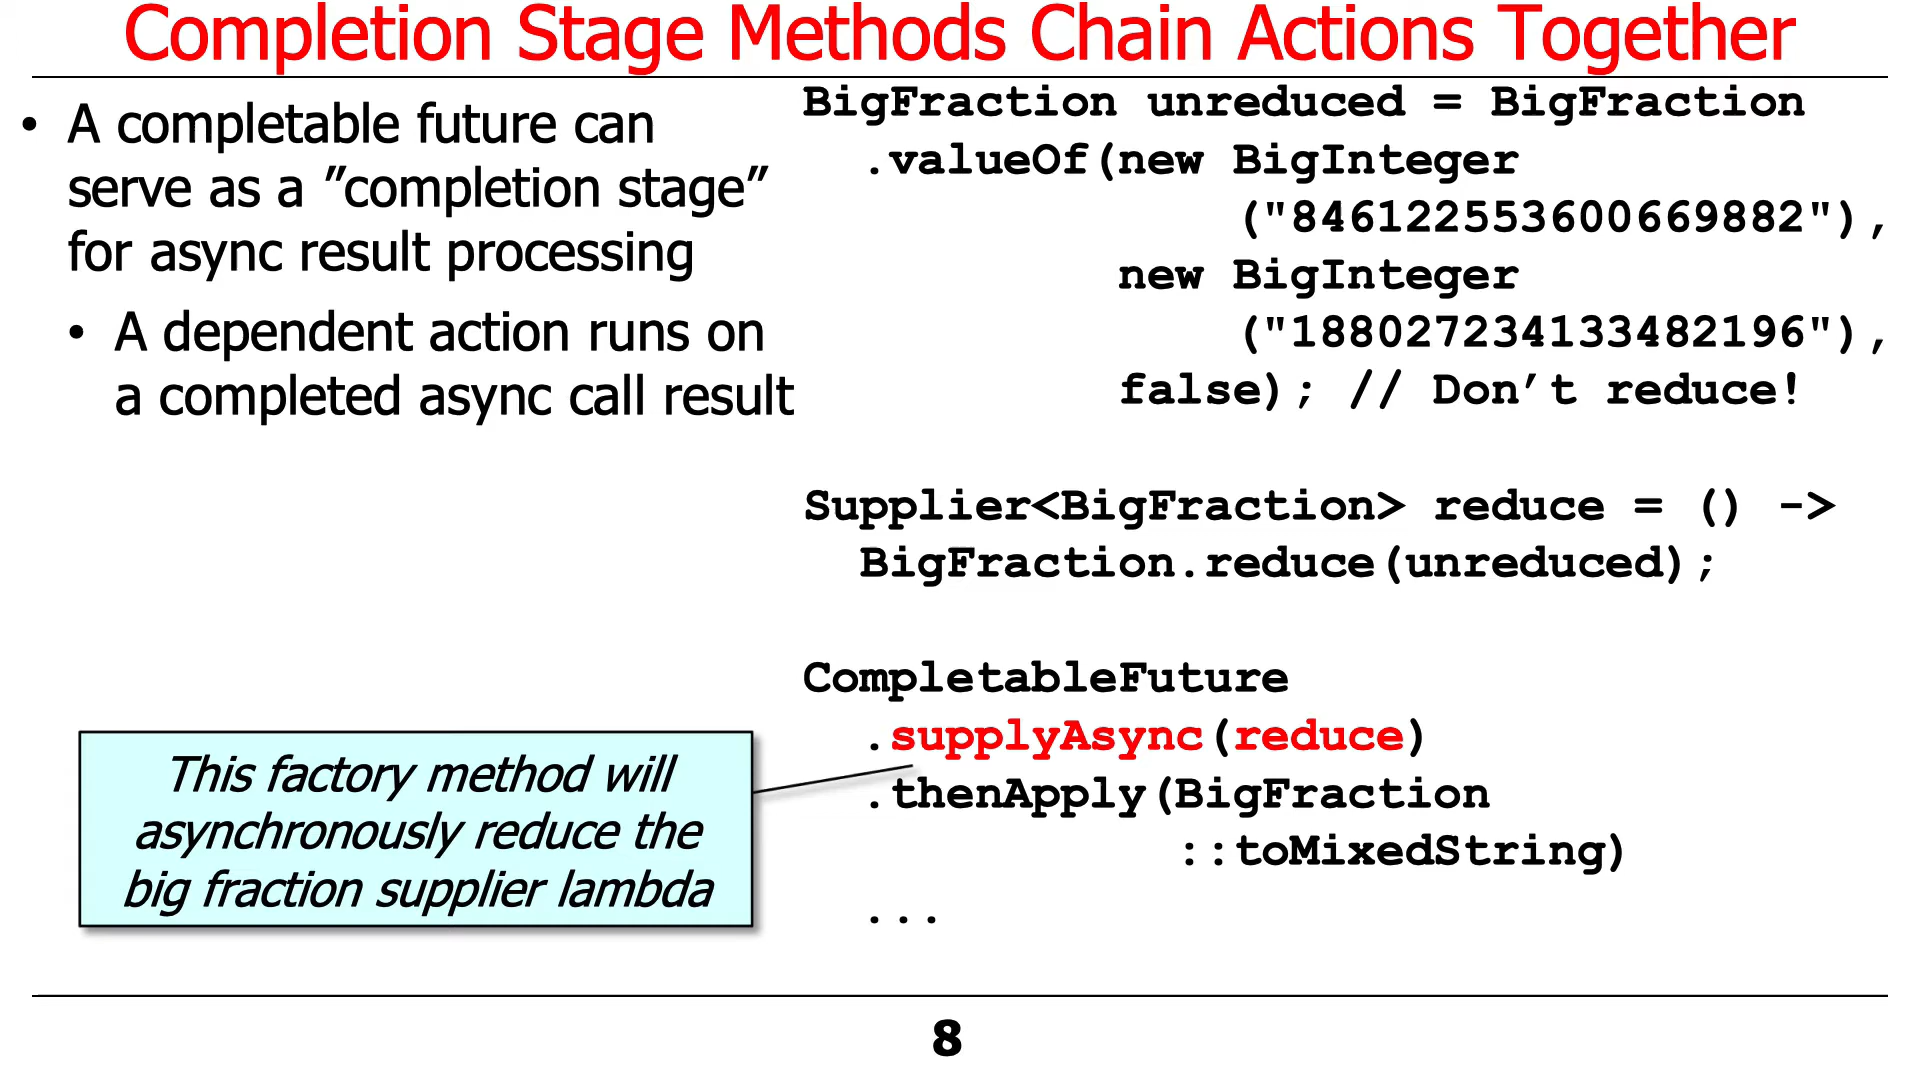 Completion Stage Methods Chain Actions Together
• A completable future can
serve as a ”completion stage”
for async result processing
• A dependent action runs on
a completed async call result
BigFraction unreduced = BigFraction
.valueOf(new BigInteger
("846122553600669882"),
new BigInteger
("188027234133482196"),
false); // Don’t reduce!
Supplier<BigFraction> reduce = () ->
BigFraction.reduce(unreduced);
CompletableFuture
.supplyAsync(reduce)
.thenApply(BigFraction
::toMixedString)
...
This factory method will
asynchronously reduce the
big fraction supplier lambda
8